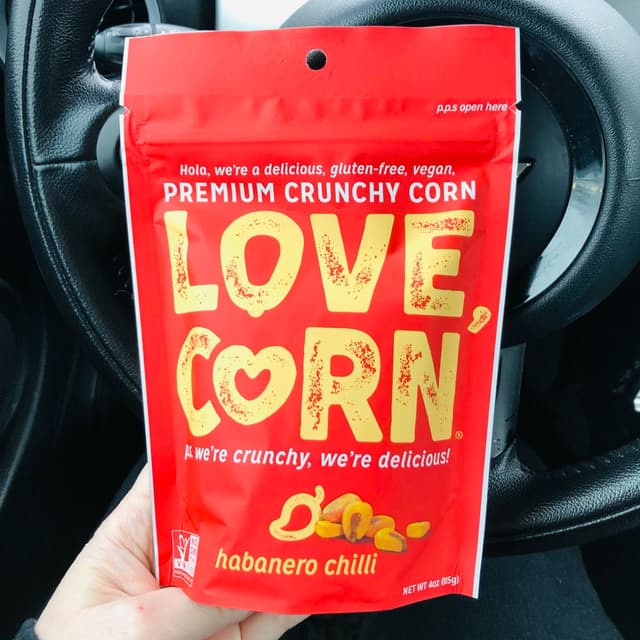 p.p.s open here
Hola, we're a delicious, gluten-free, vegan,
PREMIUM CRUNCHY CORN
LOVE,
CORN®
p.s. we're crunchy, we're delicious!
habanero chilli
NET WT 4oz (115g)